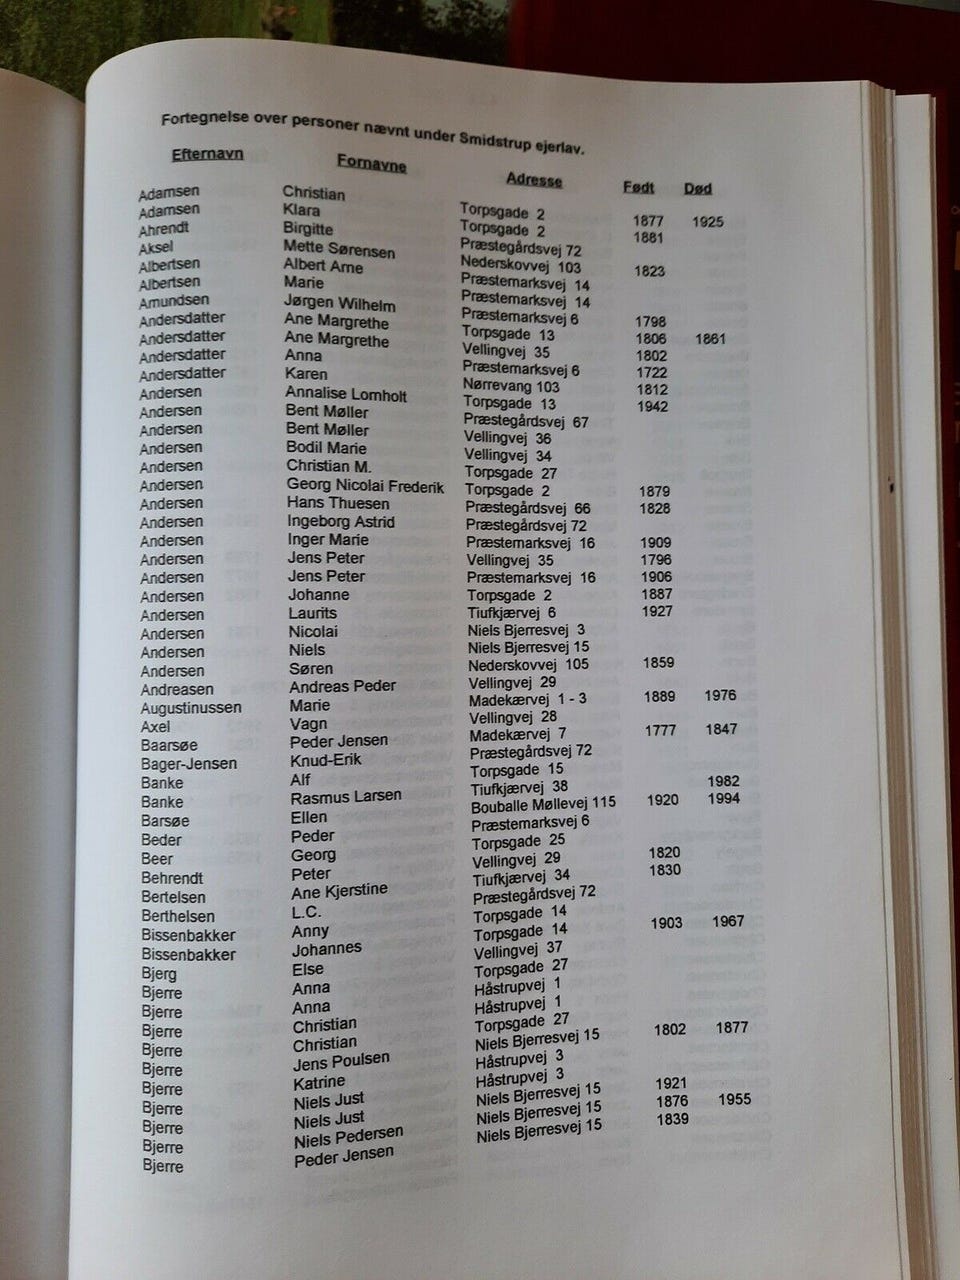 Fortegnelse over personer nævnt under Smidstrup ejerlav.
Efternavn Fornavne Adresse Født Død
Adamsen Christian Torpsgade 2 1877 1925
Adamsen Klara Torpsgade 2 1881
Ahrendt Birgitte Præstegårdsvej 72
Aksel Mette Sørensen Nederskovvej 103 1823
Albertsen Albert Arne Præstemarksvej 14
Albertsen Marie Præstemarksvej 14
Amundsen Jørgen Wilhelm Præstemarksvej 6 1798
Andersdatter Ane Margrethe Torpsgade 13 1806 1861
Andersdatter Ane Margrethe Vellingvej 35 1802
Andersdatter Anna Præstemarksvej 6 1722
Andersdatter Karen Nørrevang 103 1812
Andersen Annalise Lomholt Torpsgade 13 1942
Andersen Bent Møller Præstegårdsvej 67
Andersen Bent Møller Vellingvej 36
Andersen Bodil Marie Vellingvej 34
Andersen Christian M. Torpsgade 27
Andersen Georg Nicolai Frederik Torpsgade 2 1879
Andersen Hans Thuesen Præstegårdsvej 66 1828
Andersen Ingeborg Astrid Præstegårdsvej 72
Andersen Inger Marie Præstemarksvej 16 1909
Andersen Jens Peter Vellingvej 35 1796
Andersen Jens Peter Præstemarksvej 16 1906
Andersen Johanne Torpsgade 2 1887
Andersen Laurits Tiufkjærvej 6 1927
Andersen Nicolai Niels Bjerresvej 3
Andersen Niels Niels Bjerresvej 15
Andersen Søren Nederskovvej 105 1859
Andreasen Andreas Peder Vellingvej 29
Augustinussen Marie Madekærvej 1 - 3 1889 1976
Axel Vagn Vellingvej 28
Baarsøe Peder Jensen Madekærvej 7 1777 1847
Bager-Jensen Knud-Erik Præstegårdsvej 72
Banke Alf Torpsgade 15
Banke Rasmus Larsen Tiufkjærvej 38 1982
Barsøe Ellen Bouballe Møllevej 115 1920 1994
Beder Peder Præstemarksvej 6
Beer Georg Torpsgade 25
Behrendt Peter Vellingvej 29 1820
Bertelsen Ane Kjerstine Tiufkjærvej 34 1830
Berthelsen L.C. Præstegårdsvej 72
Bissenbakker Anny Torpsgade 14
Bissenbakker Johannes Torpsgade 14 1903 1967
Bjerg Else Vellingvej 37
Bjerre Anna Torpsgade 27
Bjerre Anna Håstrupvej 1
Bjerre Christian Håstrupvej 1
Bjerre Christian Torpsgade 27
Bjerre Jens Poulsen Niels Bjerresvej 15 1802 1877
Bjerre Katrine Håstrupvej 3
Bjerre Niels Just Håstrupvej 3
Bjerre Niels Just Niels Bjerresvej 15 1921
Bjerre Niels Pedersen Niels Bjerresvej 15 1876 1955
Bjerre Peder Jensen Niels Bjerresvej 15 1839